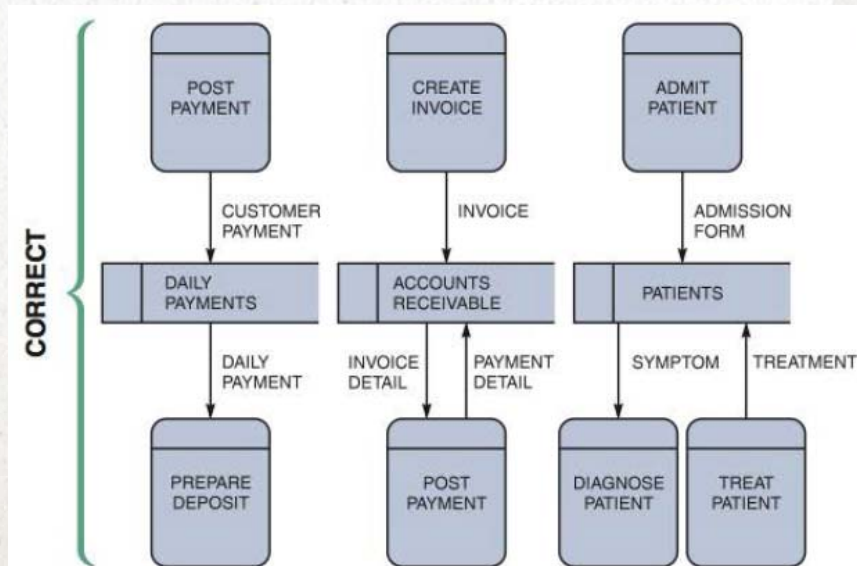 CORRECT
POST
PAYMENT
CREATE
INVOICE
ADMIT
PATIENT
CUSTOMER
PAYMENT
INVOICE
ADMISSION
FORM
DAILY
PAYMENTS
ACCOUNTS
RECEIVABLE
PATIENTS
DAILY
PAYMENT
INVOICE
DETAIL
PAYMENT
DETAIL
SYMPTOM
TREATMENT
PREPARE
DEPOSIT
POST
PAYMENT
DIAGNOSE
PATIENT
TREAT
PATIENT